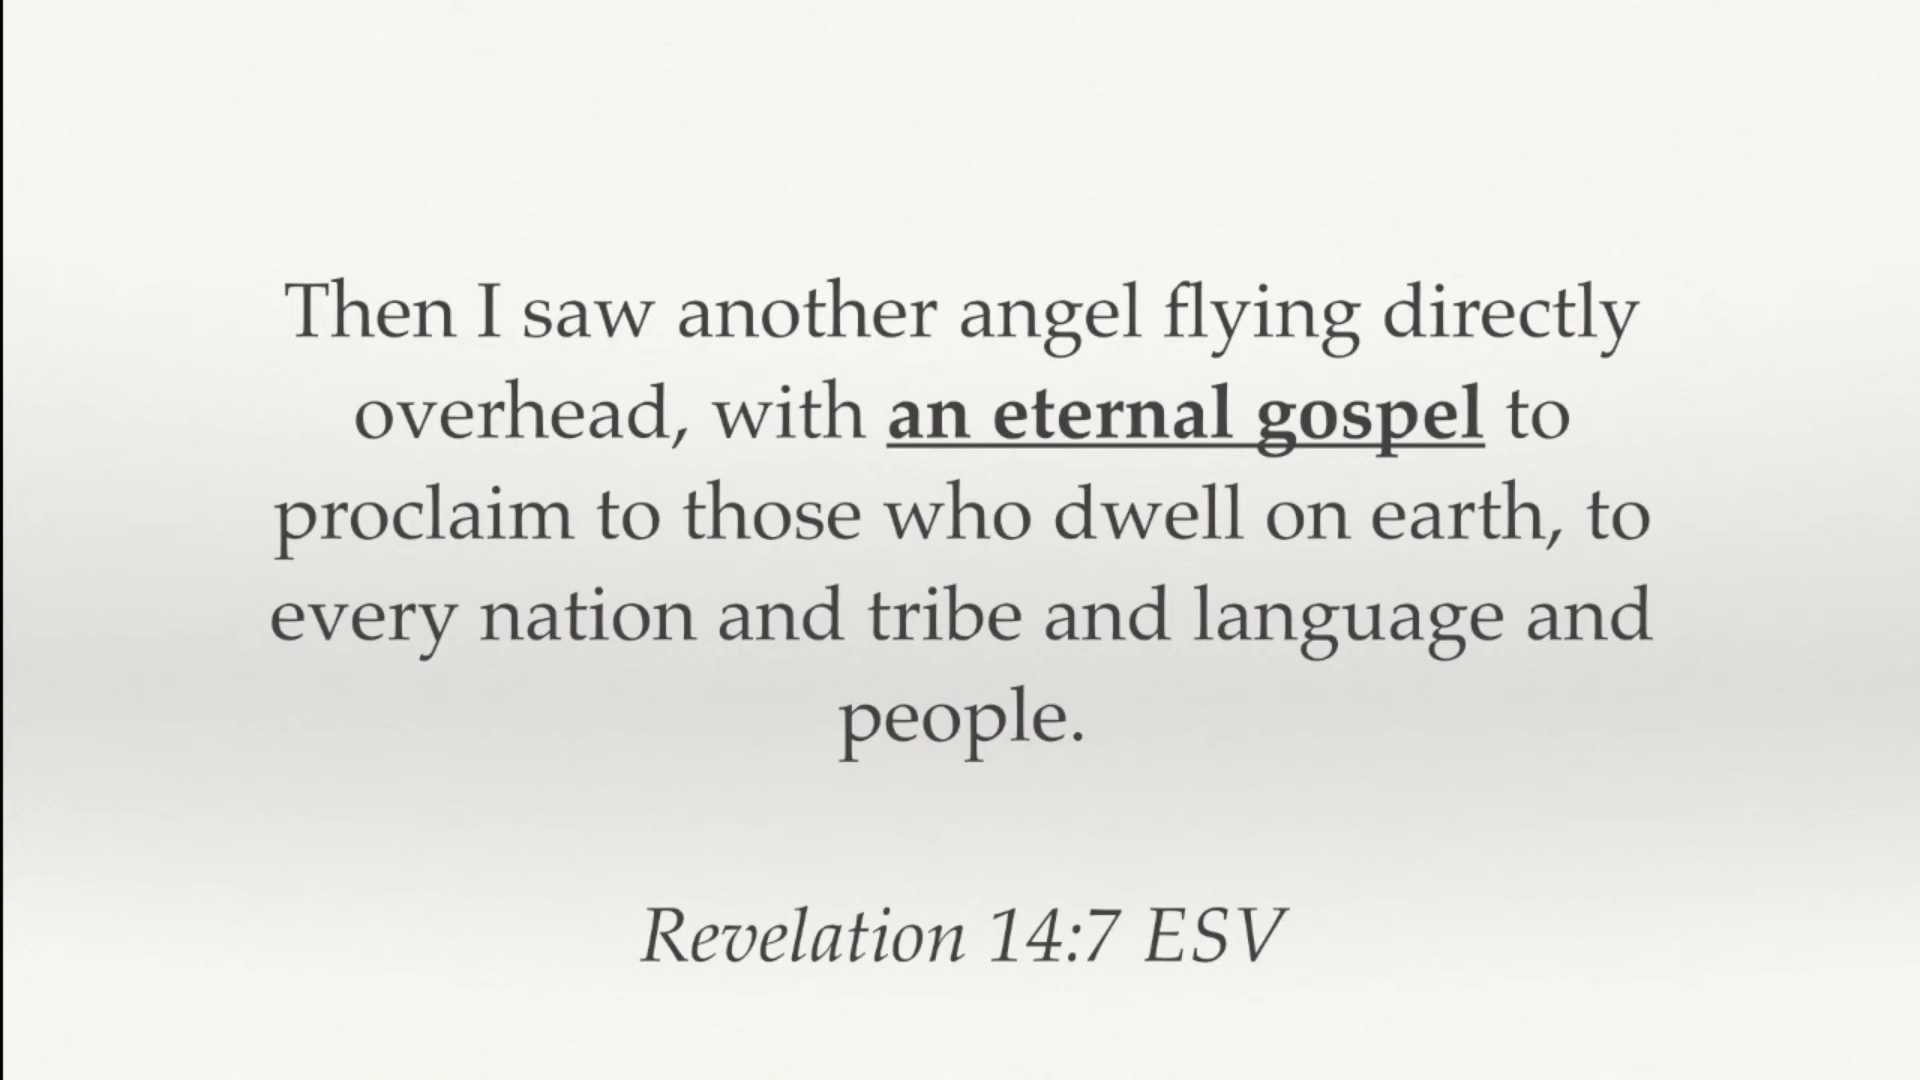 Then I saw another angel flying directly
overhead, with an eternal gospel to
proclaim to those who dwell on earth, to
every nation and tribe and language and
people.
Revelation 14:7 ESV